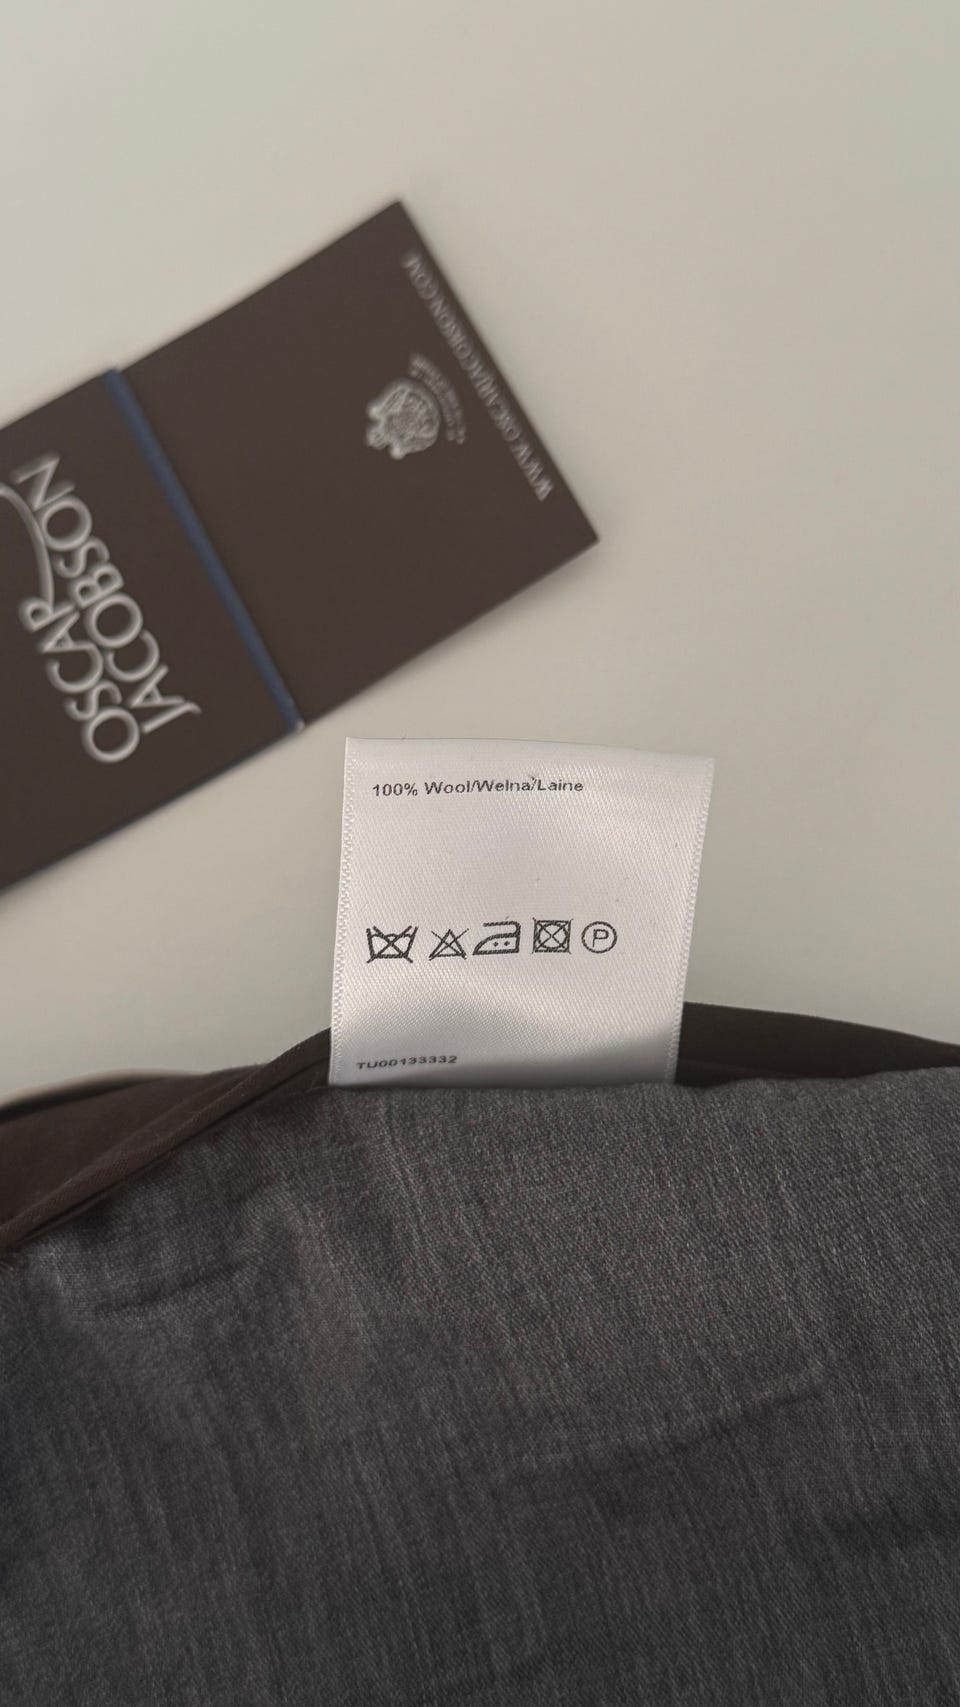 WWW.OSCARJACOBSON.COM
OSCAR
JACOBSON
100% Wool/Welna/Laine
P
TU00133332